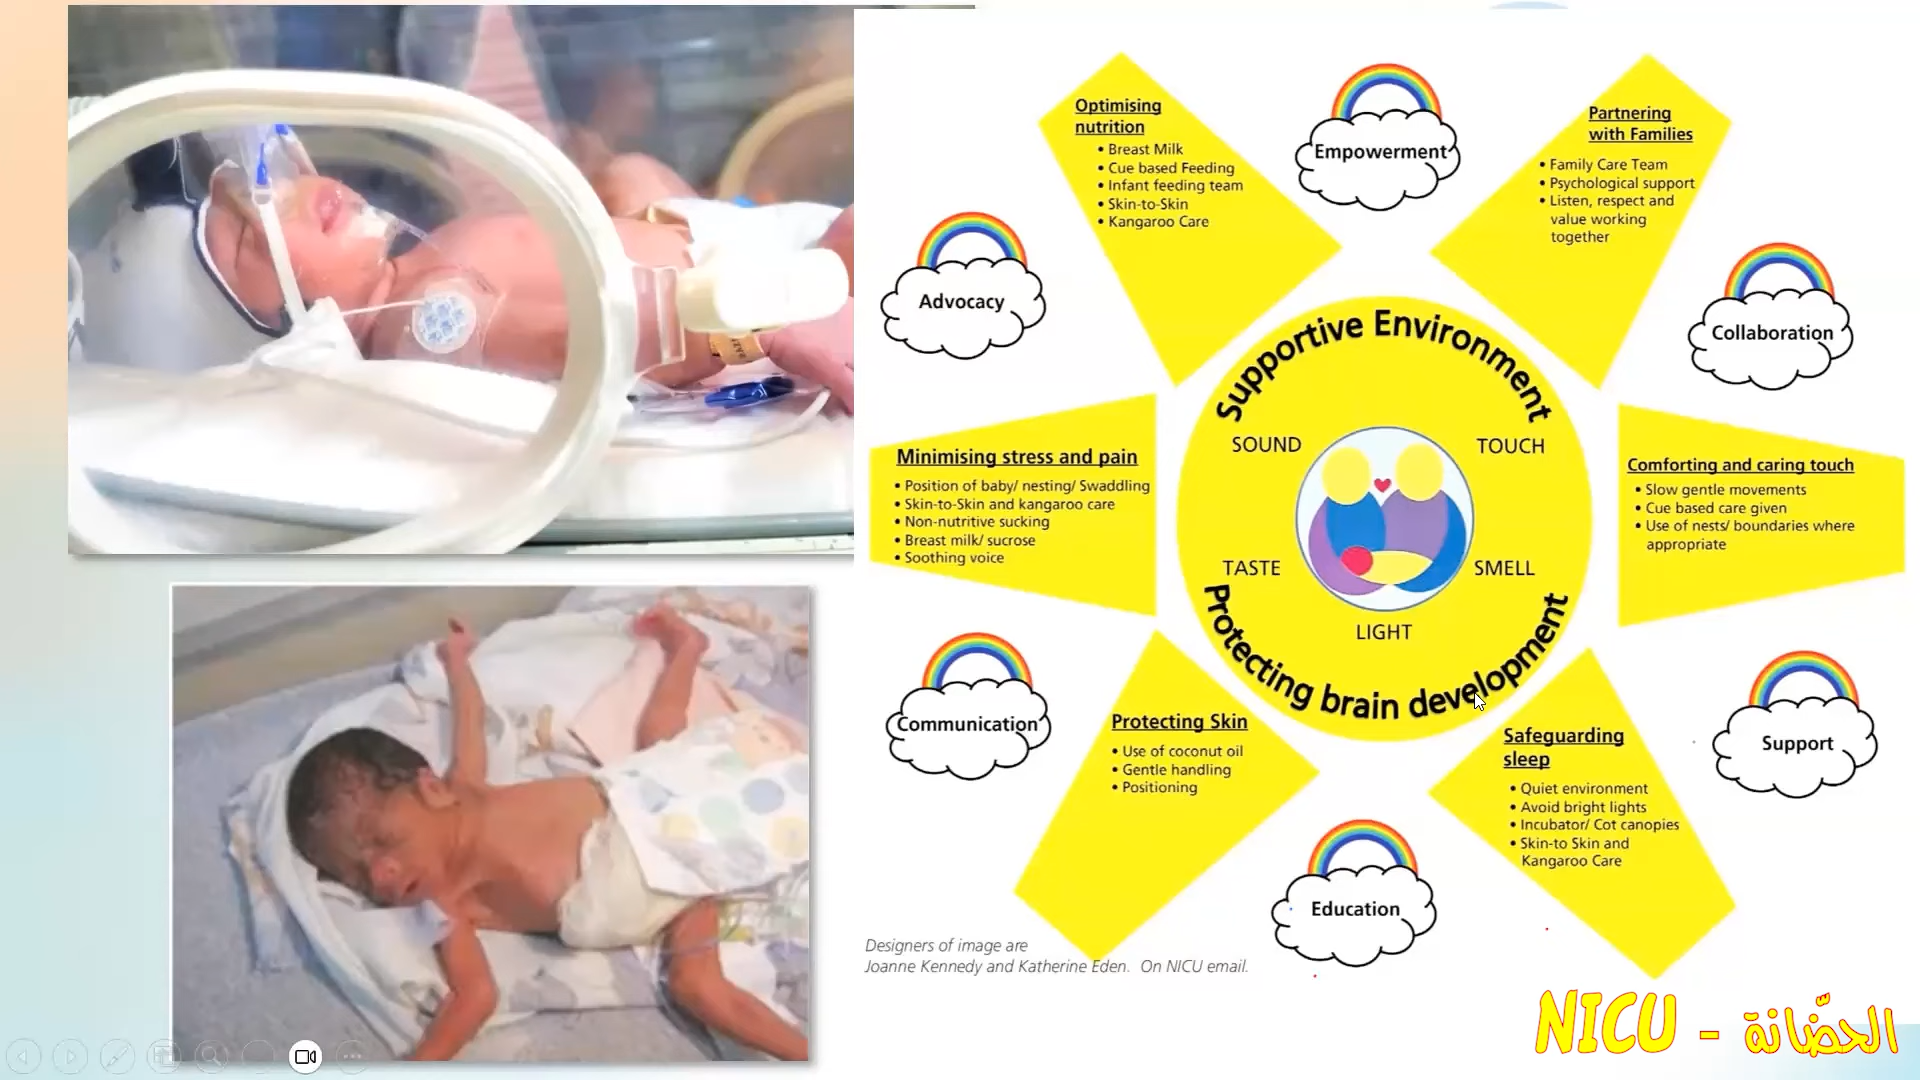 Optimising
nutrition
• Breast Milk
• Cue based Feeding
• Infant feeding team
• Skin-to-Skin
• Kangaroo Care
Empowerment
Partnering
with Families
• Family Care Team
• Psychological support
• Listen, respect and
value working
together
Advocacy
Collaboration
Supportive Environment
SOUND
TOUCH
TASTE
SMELL
LIGHT
Protecting brain development
Minimising stress and pain
• Position of baby/ nesting/ Swaddling
• Skin-to-Skin and kangaroo care
• Non-nutritive sucking
• Breast milk/ sucrose
• Soothing voice
Comforting and caring touch
• Slow gentle movements
• Cue based care given
• Use of nests/ boundaries where
appropriate
Communication
Protecting Skin
• Use of coconut oil
• Gentle handling
• Positioning
Safeguarding
sleep
• Quiet environment
• Avoid bright lights
• Incubator/ Cot canopies
• Skin-to Skin and
Kangaroo Care
Support
Education
Designers of image are
Joanne Kennedy and Katherine Eden. On NICU email.
NICU - الحضّانة